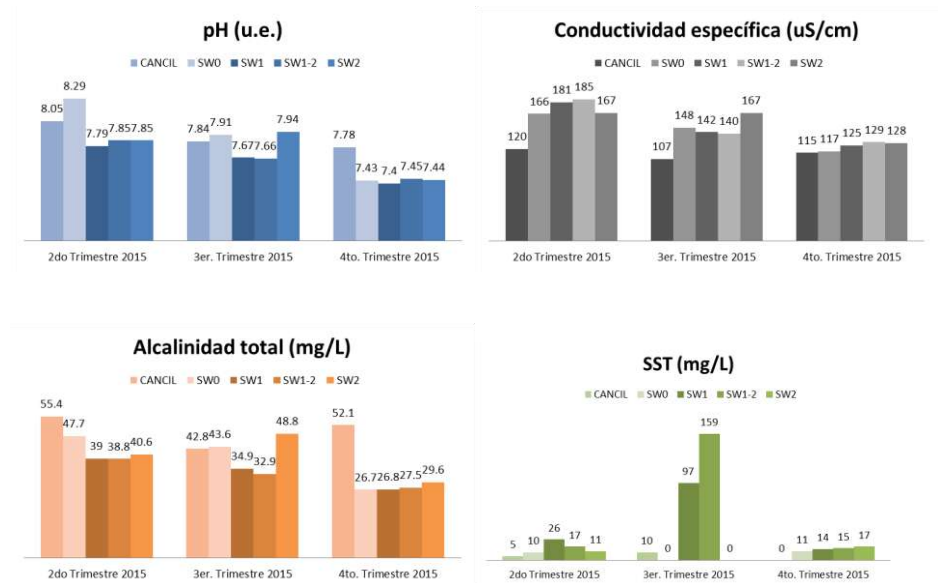 pH (u.e.)
CANCIL SW0 SW1 SW1-2 SW2
8.05 8.29 7.79 7.85 7.85
7.84 7.91 7.67 7.66 7.94
7.78 7.43 7.4 7.45 7.44
2do Trimestre 2015 3er. Trimestre 2015 4to. Trimestre 2015
Conductividad específica (uS/cm)
CANCIL SW0 SW1 SW1-2 SW2
120 166 181 185 167
107 148 142 140 167
115 117 125 129 128
2do Trimestre 2015 3er. Trimestre 2015 4to. Trimestre 2015
Alcalinidad total (mg/L)
CANCIL SW0 SW1 SW1-2 SW2
55.4 47.7 39 38.8 40.6
42.8 43.6 34.9 32.9 48.8
52.1 26.7 26.8 27.5 29.6
2do Trimestre 2015 3er. Trimestre 2015 4to. Trimestre 2015
SST (mg/L)
CANCIL SW0 SW1 SW1-2 SW2
5 10 26 17 11
10 0 97 159 0
0 11 14 15 17
2do Trimestre 2015 3er. Trimestre 2015 4to. Trimestre 2015